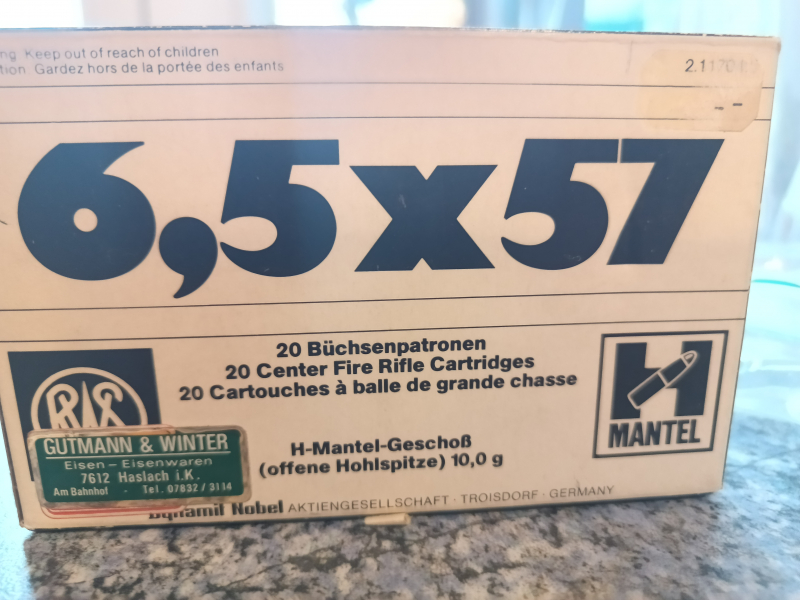 Keep out of reach of children
Gardez hors de la portée des enfants
6,5x57
20 Büchsenpatronen
20 Center Fire Rifle Cartridges
20 Cartouches à balle de grande chasse
RWS
H
MANTEL
GUTMANN & WINTER
Eisen - Eisenwaren
7612 Haslach i.K.
Am Bahnhof - Tel. 07832/3114
H-Mantel-Geschoß
(offene Hohlspitze) 10,0 g
Dynamit Nobel AKTIENGESELLSCHAFT · TROISDORF · GERMANY